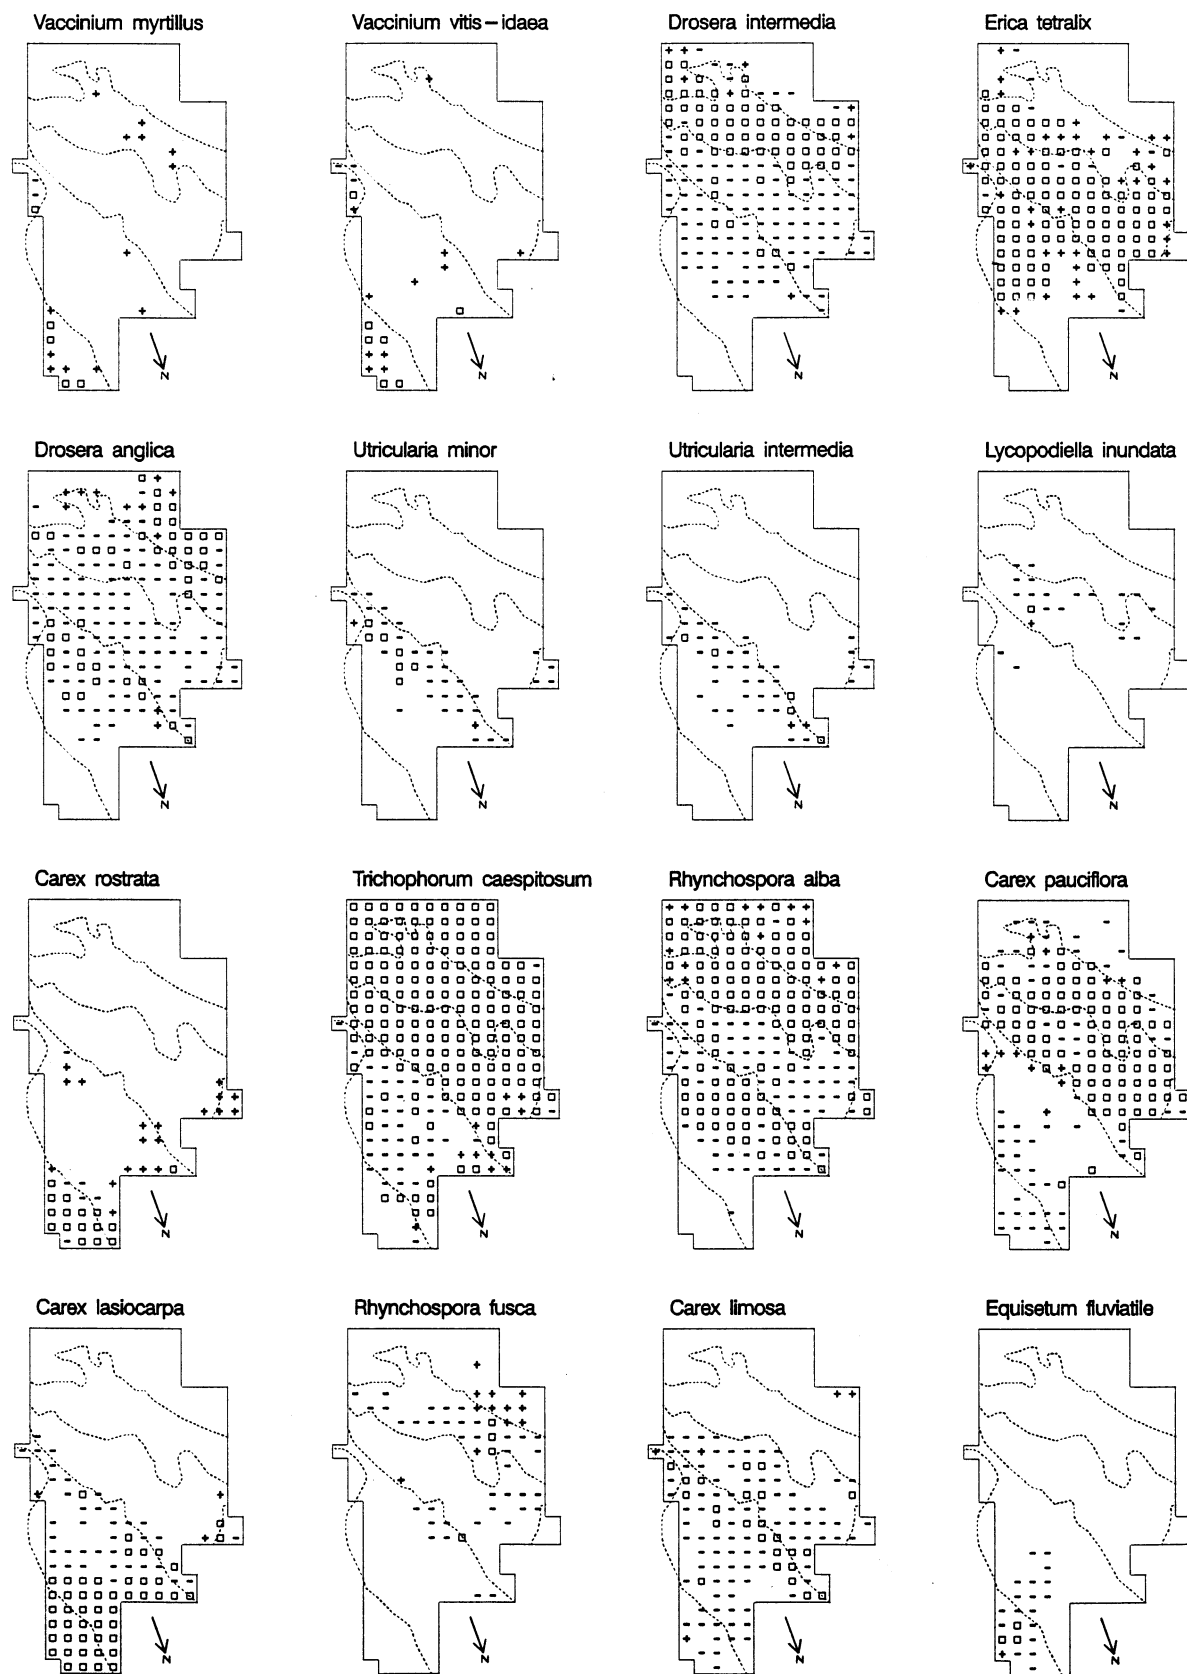 Vaccinium myrtillus
Vaccinium vitis-idaea
Drosera intermedia
Erica tetralix
N
N
N
N
Drosera anglica
Utricularia minor
Utricularia intermedia
Lycopodiella inundata
N
N
N
N
Carex rostrata
Trichophorum caespitosum
Rhynchospora alba
Carex pauciflora
N
N
N
N
Carex lasiocarpa
Rhynchospora fusca
Carex limosa
Equisetum fluviatile
N
N
N
N